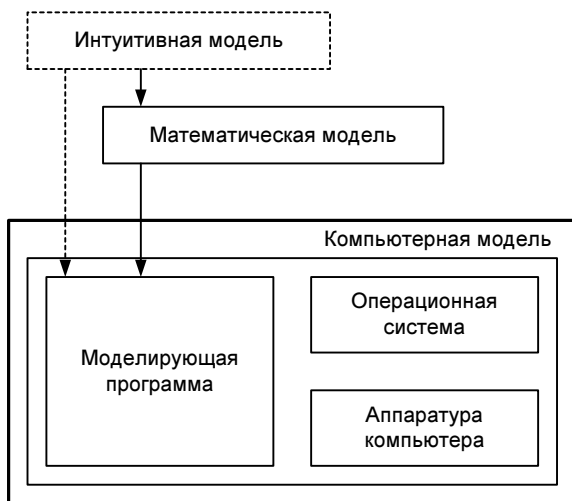 Интуитивная модель
Математическая модель
Компьютерная модель
Моделирующая
программа
Операционная
система
Аппаратура
компьютера